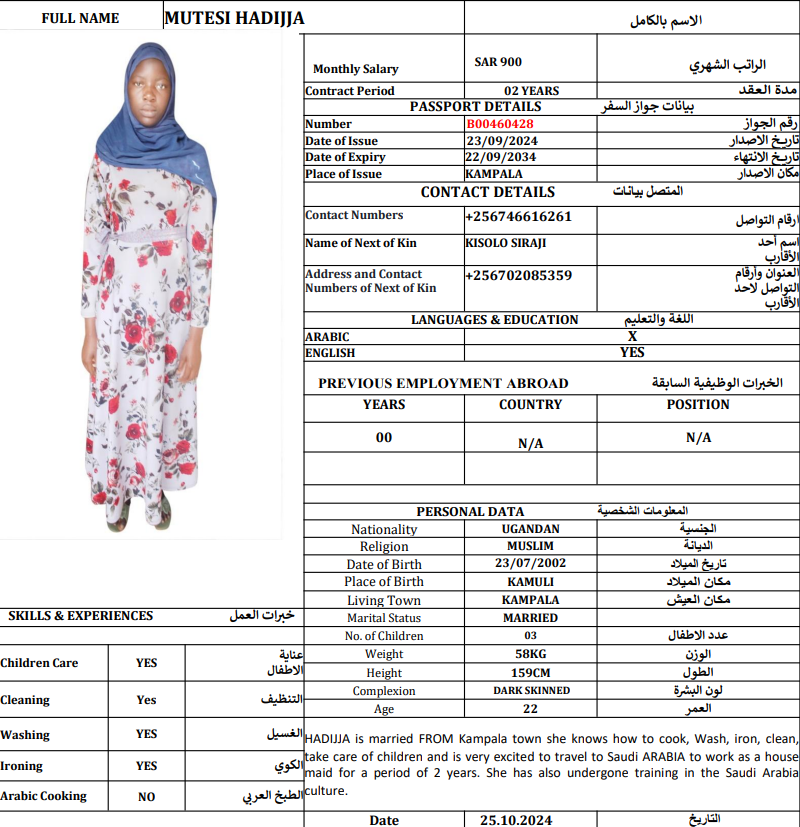 FULL NAME MUTESI HADIJJA الاسم بالكامل
Monthly Salary SAR 900 الراتب الشهري
Contract Period 02 YEARS مدة العقد
PASSPORT DETAILS بيانات جواز السفر
Number B00460428 رقم الجواز
Date of Issue 23/09/2024 تاريخ الاصدار
Date of Expiry 22/09/2034 تاريخ الانتهاء
Place of Issue KAMPALA مكان الاصدار
CONTACT DETAILS المتصل بيانات
Contact Numbers +256746616261 ارقام التواصل
Name of Next of Kin KISOLO SIRAJI اسم أحد
الأقارب
Address and Contact +256702085359 العنوان وأرقام
Numbers of Next of Kin التواصل لاحد
الأقارب
LANGUAGES & EDUCATION اللغة والتعليم
ARABIC X
ENGLISH YES
PREVIOUS EMPLOYMENT ABROAD الخبرات الوظيفية السابقة
YEARS COUNTRY POSITION
00 N/A N/A
PERSONAL DATA المعلومات الشخصية
Nationality UGANDAN الجنسية
Religion MUSLIM الديانة
Date of Birth 23/07/2002 تاريخ الميلاد
Place of Birth KAMULI مكان الميلاد
Living Town KAMPALA مكان العيش
Marital Status MARRIED
No. of Children 03 عدد الاطفال
Weight 58KG الوزن
Height 159CM الطول
Complexion DARK SKINNED لون البشرة
Age 22 العمر
SKILLS & EXPERIENCES خبرات العمل
Children Care YES عناية
الاطفال
Cleaning Yes التنظيف
Washing YES الغسيل
Ironing YES الكوي
Arabic Cooking NO الطبخ العربي
HADIJJA is married FROM Kampala town she knows how to cook, Wash, iron, clean,
take care of children and is very excited to travel to Saudi ARABIA to work as a house
maid for a period of 2 years. She has also undergone training in the Saudi Arabia
culture.
Date 25.10.2024 التاريخ